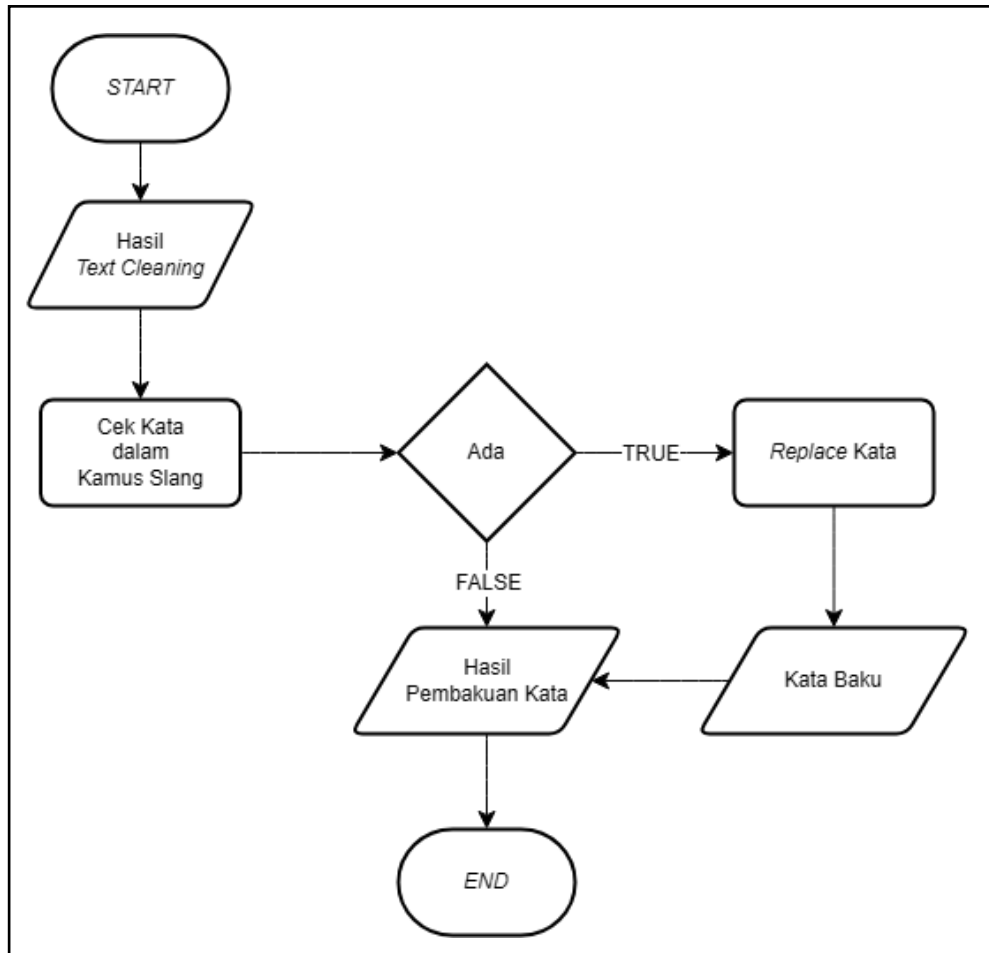 START
Hasil
Text Cleaning
Cek Kata
dalam
Kamus Slang
Ada
TRUE
Replace Kata
FALSE
Hasil
Pembakuan Kata
Kata Baku
END